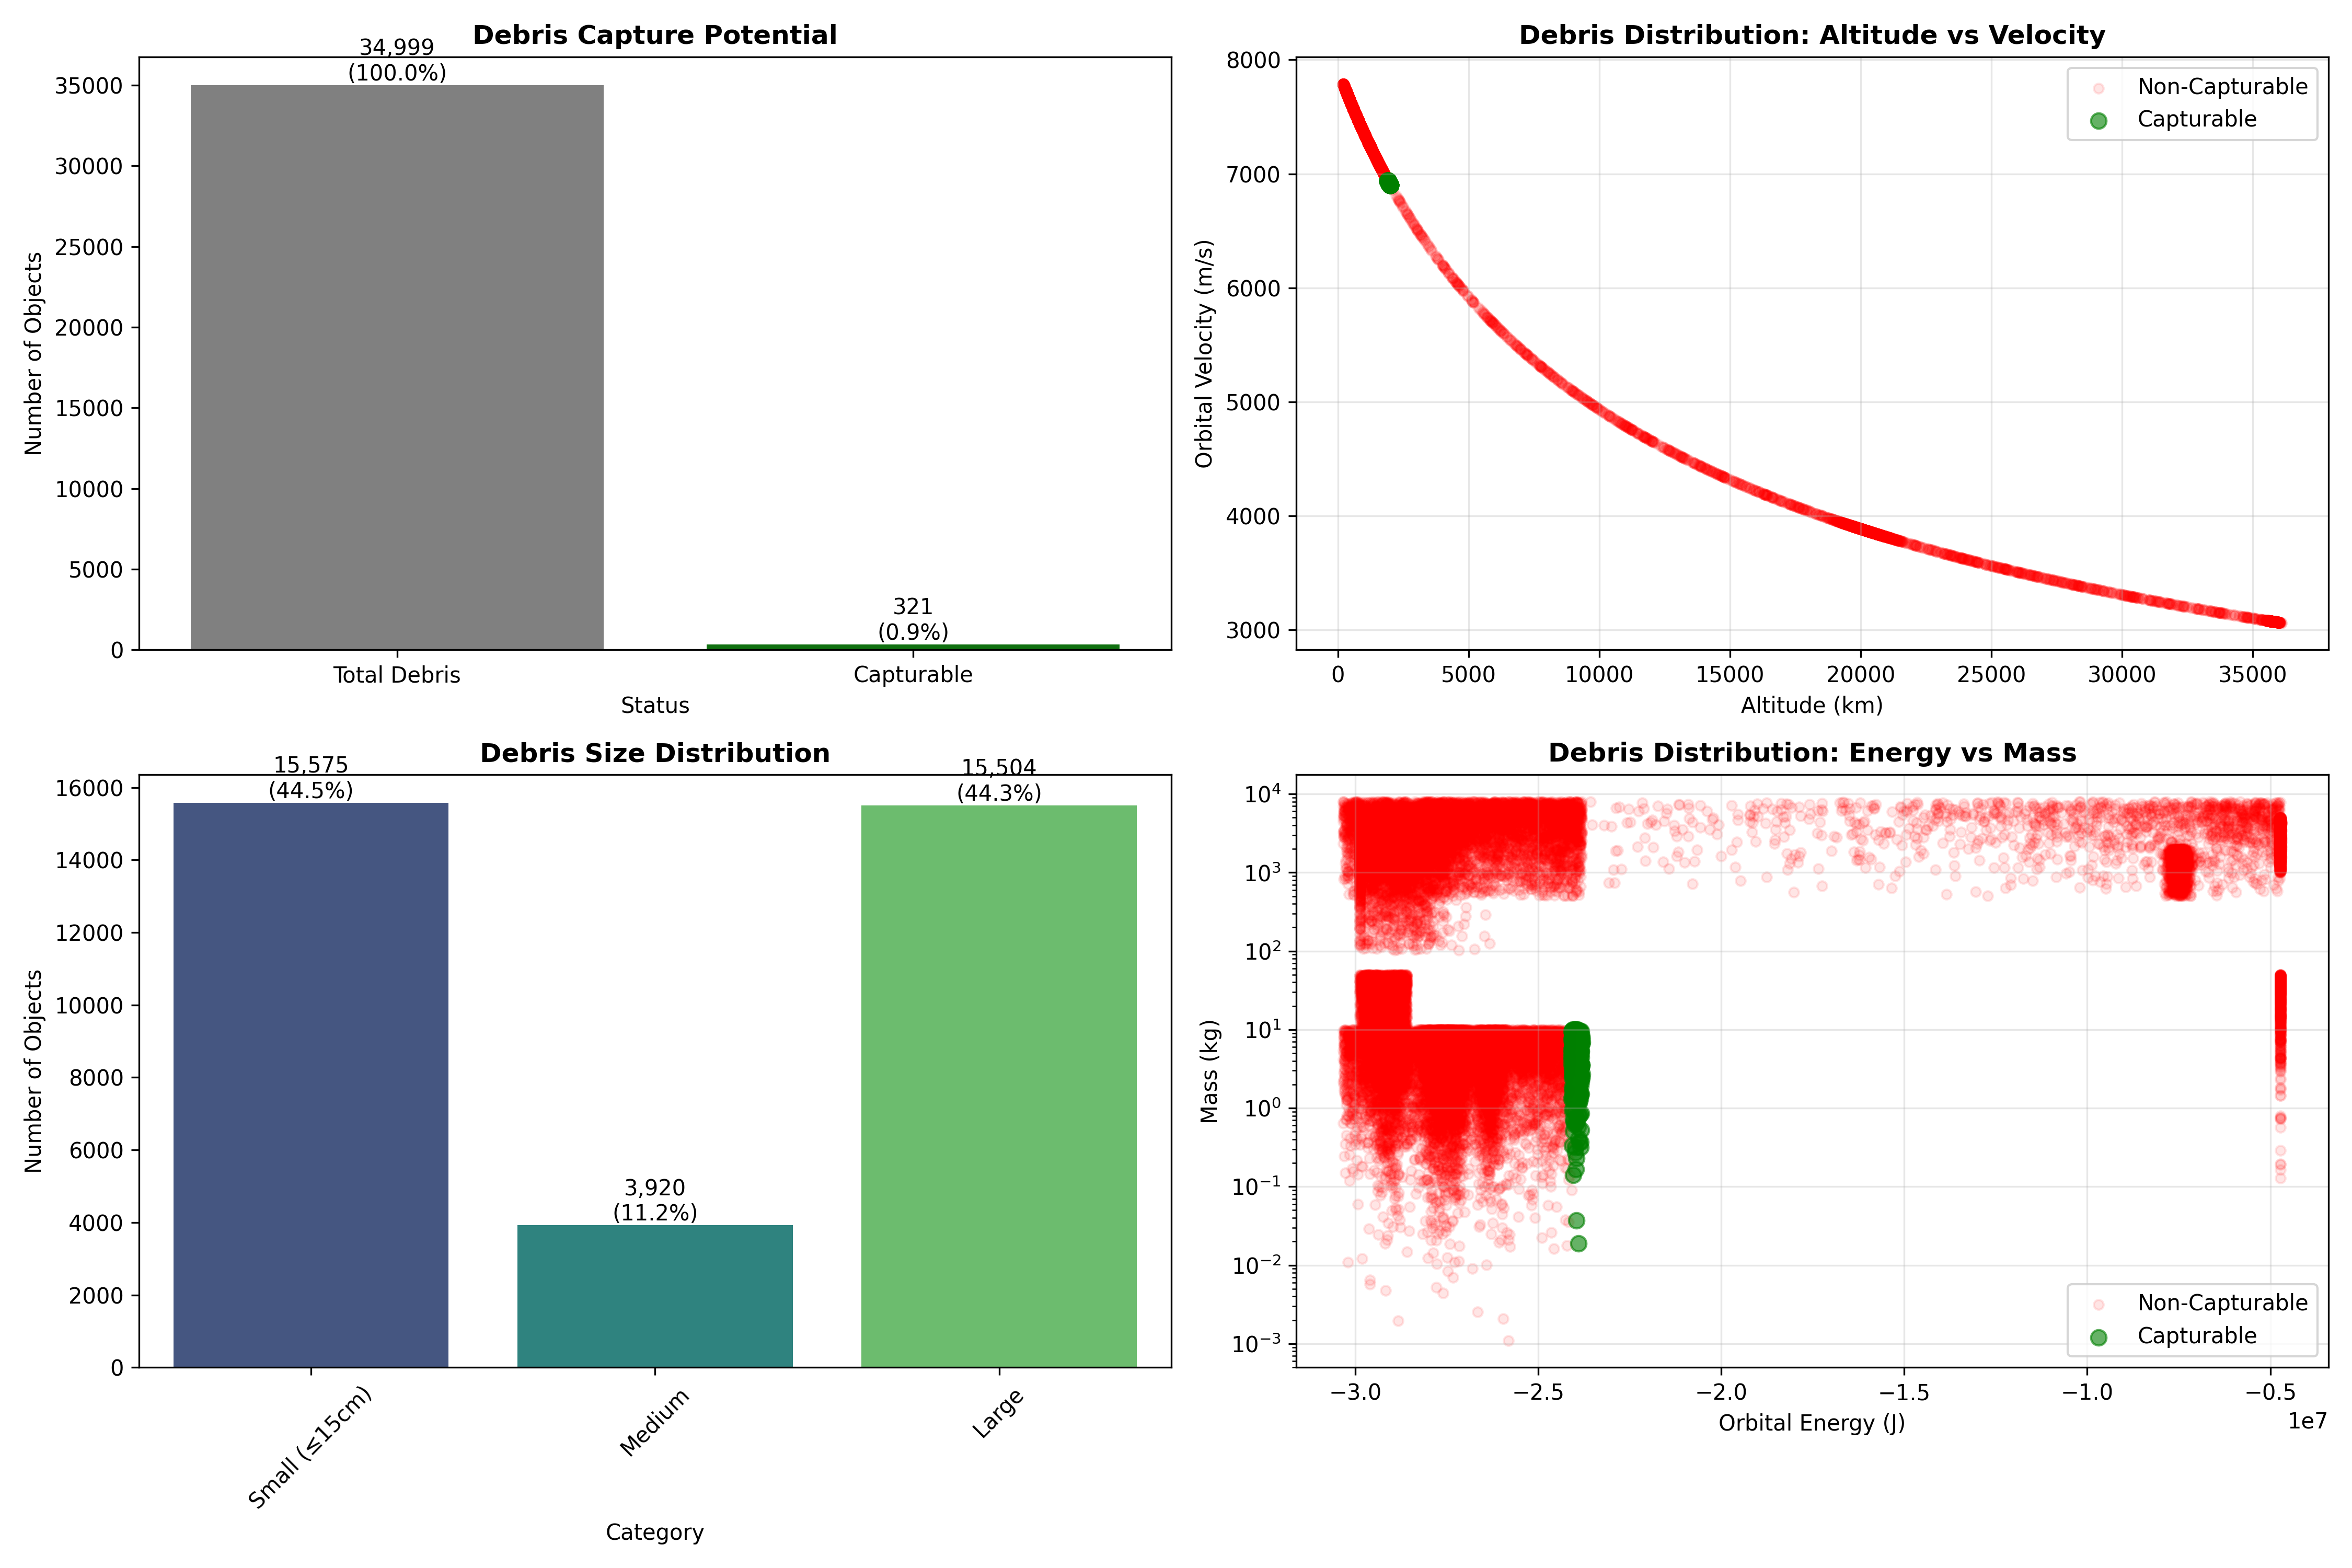 Debris Capture Potential
34,999
(100.0%)
321
(0.9%)
35000
30000
25000
20000
15000
10000
5000
0
Number of Objects
Total Debris
Capturable
Status
Debris Distribution: Altitude vs Velocity
Non-Capturable
Capturable
8000
7000
6000
5000
4000
3000
Orbital Velocity (m/s)
0
5000
10000
15000
20000
25000
30000
35000
Altitude (km)
Debris Size Distribution
15,575
(44.5%)
3,920
(11.2%)
15,504
(44.3%)
16000
14000
12000
10000
8000
6000
4000
2000
0
Number of Objects
Small (≤15cm)
Medium
Large
Category
Debris Distribution: Energy vs Mass
10⁴
10³
10²
10¹
10⁰
10⁻¹
10⁻²
10⁻³
Mass (kg)
Non-Capturable
Capturable
−3.0
−2.5
−2.0
−1.5
−1.0
−0.5
1e7
Orbital Energy (J)